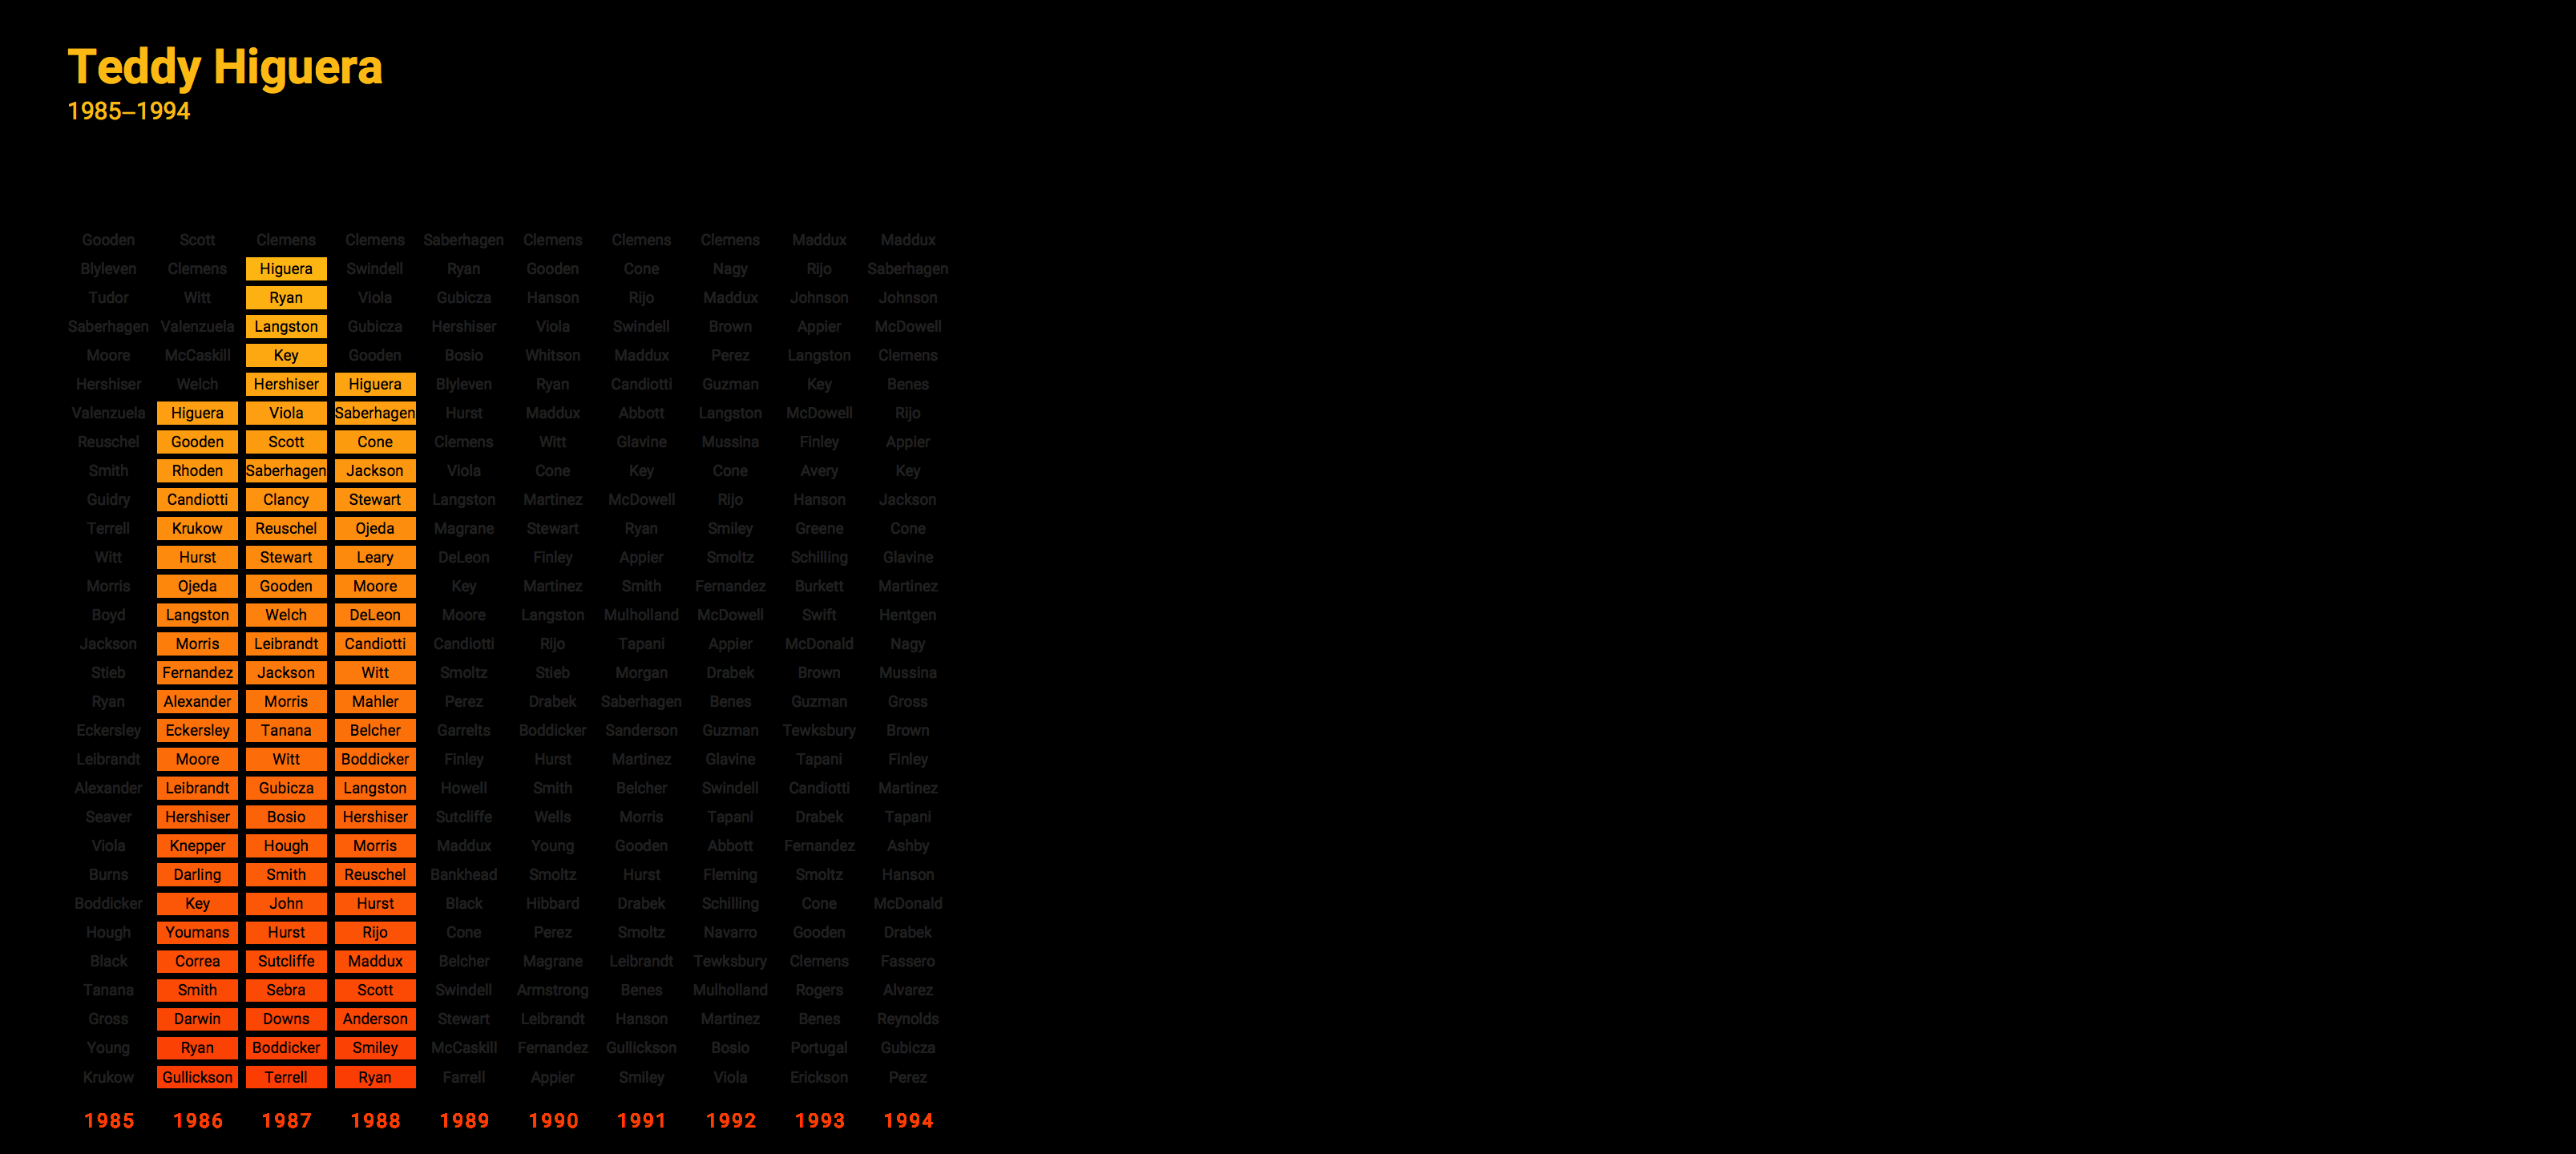 Teddy Higuera
1985–1994
Gooden Scott Clemens Clemens Saberhagen Clemens Clemens Clemens Maddux Maddux
Blyleven Clemens Higuera Swindell Ryan Gooden Cone Nagy Rijo Saberhagen
Tudor Witt Ryan Viola Gubicza Hanson Rijo Maddux Johnson Johnson
Saberhagen Valenzuela Langston Gubicza Hershiser Viola Swindell Brown Appier McDowell
Moore McCaskill Key Gooden Bosio Whitson Maddux Perez Langston Clemens
Hershiser Welch Hershiser Higuera Blyleven Ryan Candiotti Guzman Key Benes
Valenzuela Higuera Viola Saberhagen Hurst Maddux Abbott Langston McDowell Rijo
Reuschel Gooden Scott Cone Clemens Witt Glavine Mussina Finley Appier
Smith Rhoden Saberhagen Jackson Viola Cone Key Cone Avery Key
Guidry Candiotti Clancy Stewart Langston Martinez McDowell Rijo Hanson Jackson
Terrell Krukow Reuschel Ojeda Magrane Stewart Ryan Smiley Greene Cone
Witt Hurst Stewart Leary DeLeon Finley Appier Smoltz Schilling Glavine
Morris Ojeda Gooden Moore Key Martinez Smith Fernandez Burkett Martinez
Boyd Langston Welch DeLeon Moore Langston Mulholland McDowell Swift Hentgen
Jackson Morris Leibrandt Candiotti Candiotti Rijo Tapani Appier McDonald Nagy
Stieb Fernandez Jackson Witt Smoltz Stieb Morgan Drabek Brown Mussina
Ryan Alexander Morris Mahler Perez Drabek Saberhagen Benes Guzman Gross
Eckersley Eckersley Tanana Belcher Garrelts Boddicker Sanderson Guzman Tewksbury Brown
Leibrandt Moore Witt Boddicker Finley Hurst Martinez Glavine Tapani Finley
Alexander Leibrandt Gubicza Langston Howell Smith Belcher Swindell Candiotti Martinez
Seaver Hershiser Bosio Hershiser Sutcliffe Wells Morris Tapani Drabek Tapani
Viola Knepper Hough Morris Maddux Young Gooden Abbott Fernandez Ashby
Burns Darling Smith Reuschel Bankhead Smoltz Hurst Fleming Smoltz Hanson
Boddicker Key John Hurst Black Hibbard Drabek Schilling Cone McDonald
Hough Youmans Hurst Rijo Cone Perez Smoltz Navarro Gooden Drabek
Black Correa Sutcliffe Maddux Belcher Magrane Leibrandt Tewksbury Clemens Fassero
Tanana Smith Sebra Scott Swindell Armstrong Benes Mulholland Rogers Alvarez
Gross Darwin Downs Anderson Stewart Leibrandt Hanson Martinez Benes Reynolds
Young Ryan Boddicker Smiley McCaskill Fernandez Gullickson Bosio Portugal Gubicza
Krukow Gullickson Terrell Ryan Farrell Appier Smiley Viola Erickson Perez
1985 1986 1987 1988 1989 1990 1991 1992 1993 1994